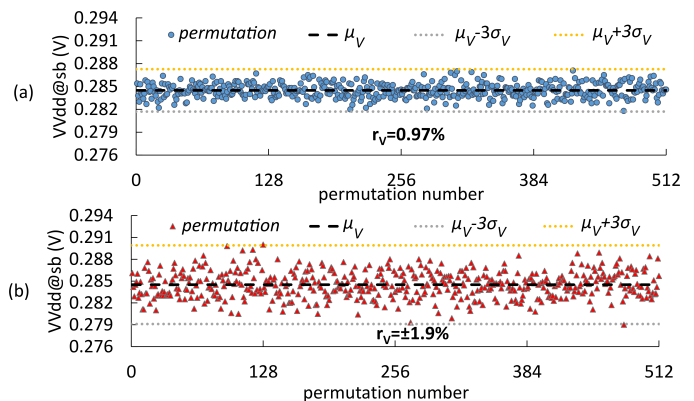 0.294
permutation μV μV-3σV μV+3σV
0.291
0.288
(a)
0.285
0.282
0.279
rV=0.97%
0.276
0 128 256 384 512
permutation number
VVdd@sb (V)
0.294
permutation μV μV-3σV μV+3σV
0.291
0.288
(b)
0.285
0.282
0.279
rV=±1.9%
0.276
0 128 256 384 512
permutation number
VVdd@sb (V)